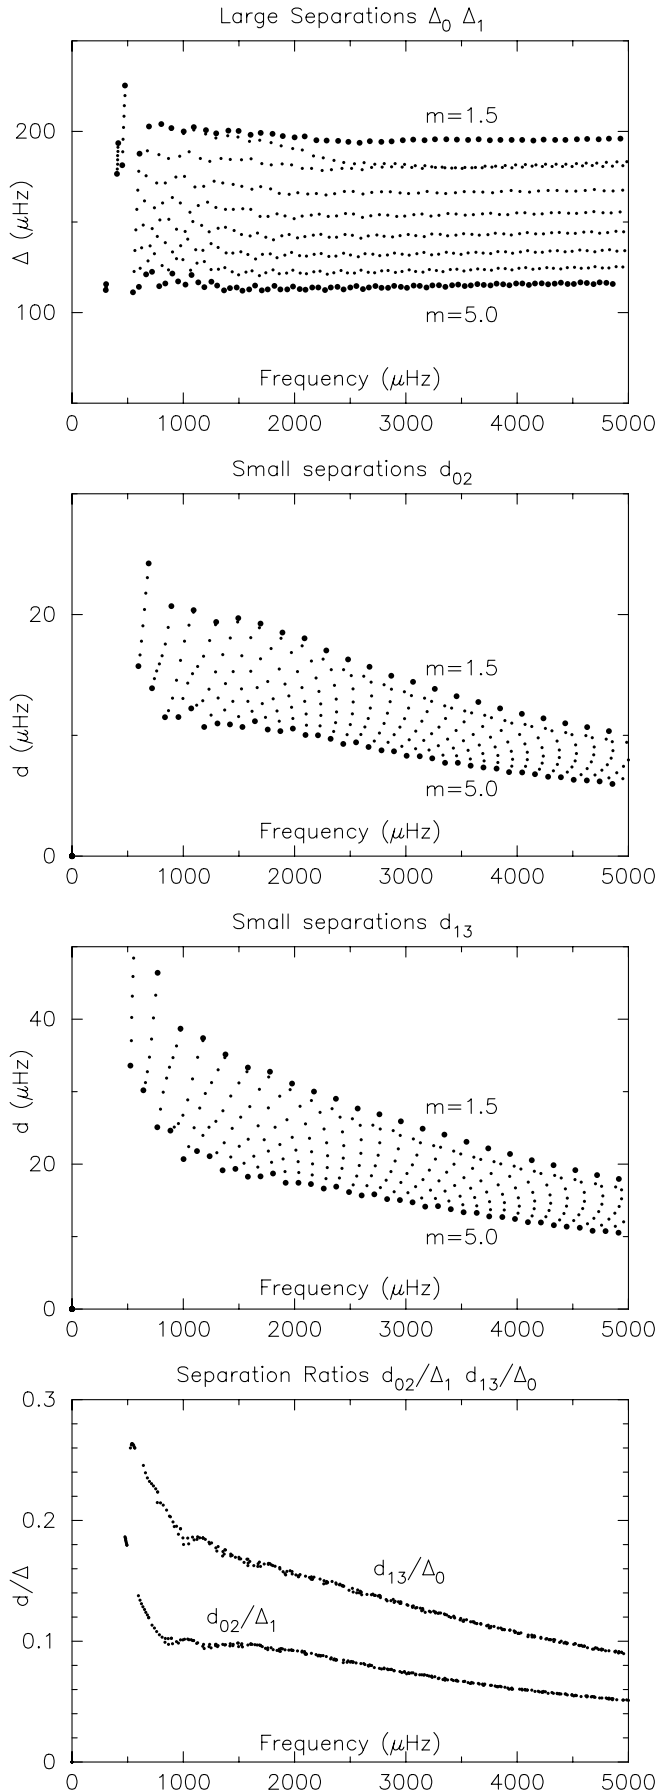 Large Separations Δ₀ Δ₁
200
100
Δ (μHz)
m=1.5
m=5.0
Frequency (μHz)
0 1000 2000 3000 4000 5000
Small separations d₀₂
20
0
d (μHz)
m=1.5
m=5.0
Frequency (μHz)
0 1000 2000 3000 4000 5000
Small separations d₁₃
40
20
0
d (μHz)
m=1.5
m=5.0
Frequency (μHz)
0 1000 2000 3000 4000 5000
Separation Ratios d₀₂/Δ₁ d₁₃/Δ₀
0.3
0.2
0.1
0
d/Δ
d₁₃/Δ₀
d₀₂/Δ₁
Frequency (μHz)
0 1000 2000 3000 4000 5000